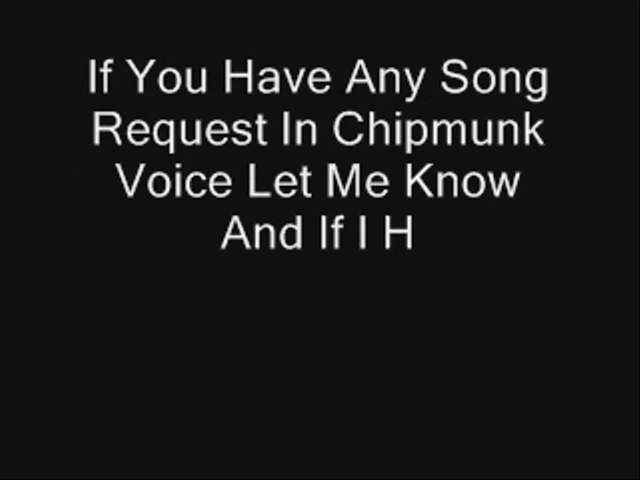 If You Have Any Song
Request In Chipmunk
Voice Let Me Know
And If I H